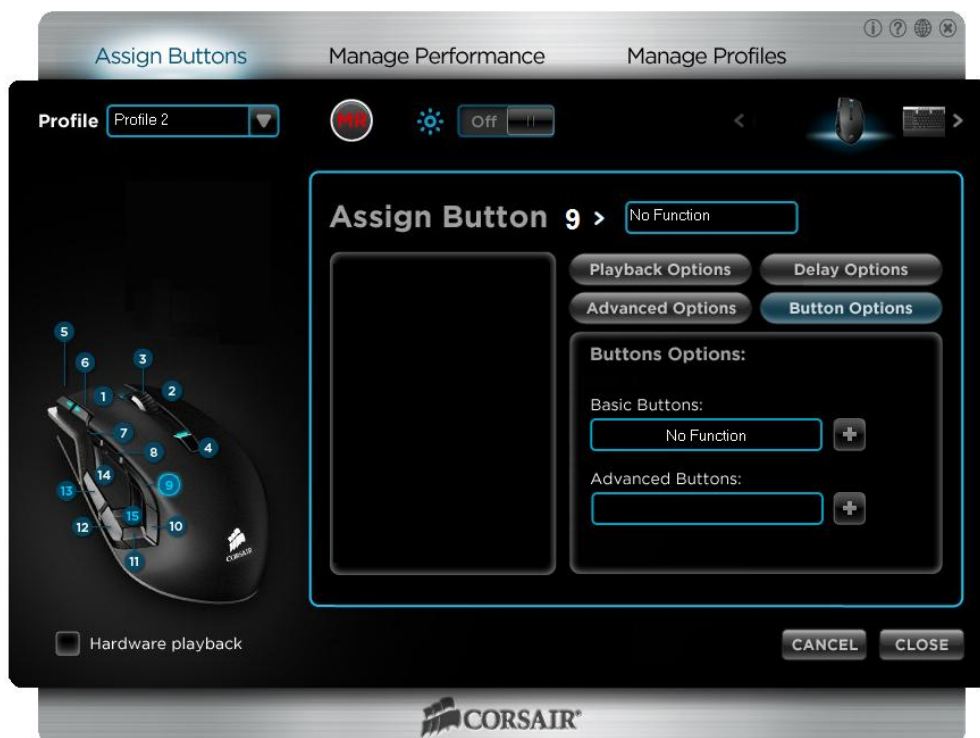 Assign Buttons Manage Performance Manage Profiles
Profile Profile 2 MR Off
Assign Button 9 > No Function
Playback Options Delay Options
Advanced Options Button Options
Buttons Options:
Basic Buttons:
No Function
Advanced Buttons:
5
6
3
1
2
7
8
4
14
9
13
15
12
10
11
CORSAIR
Hardware playback
CANCEL CLOSE
CORSAIR